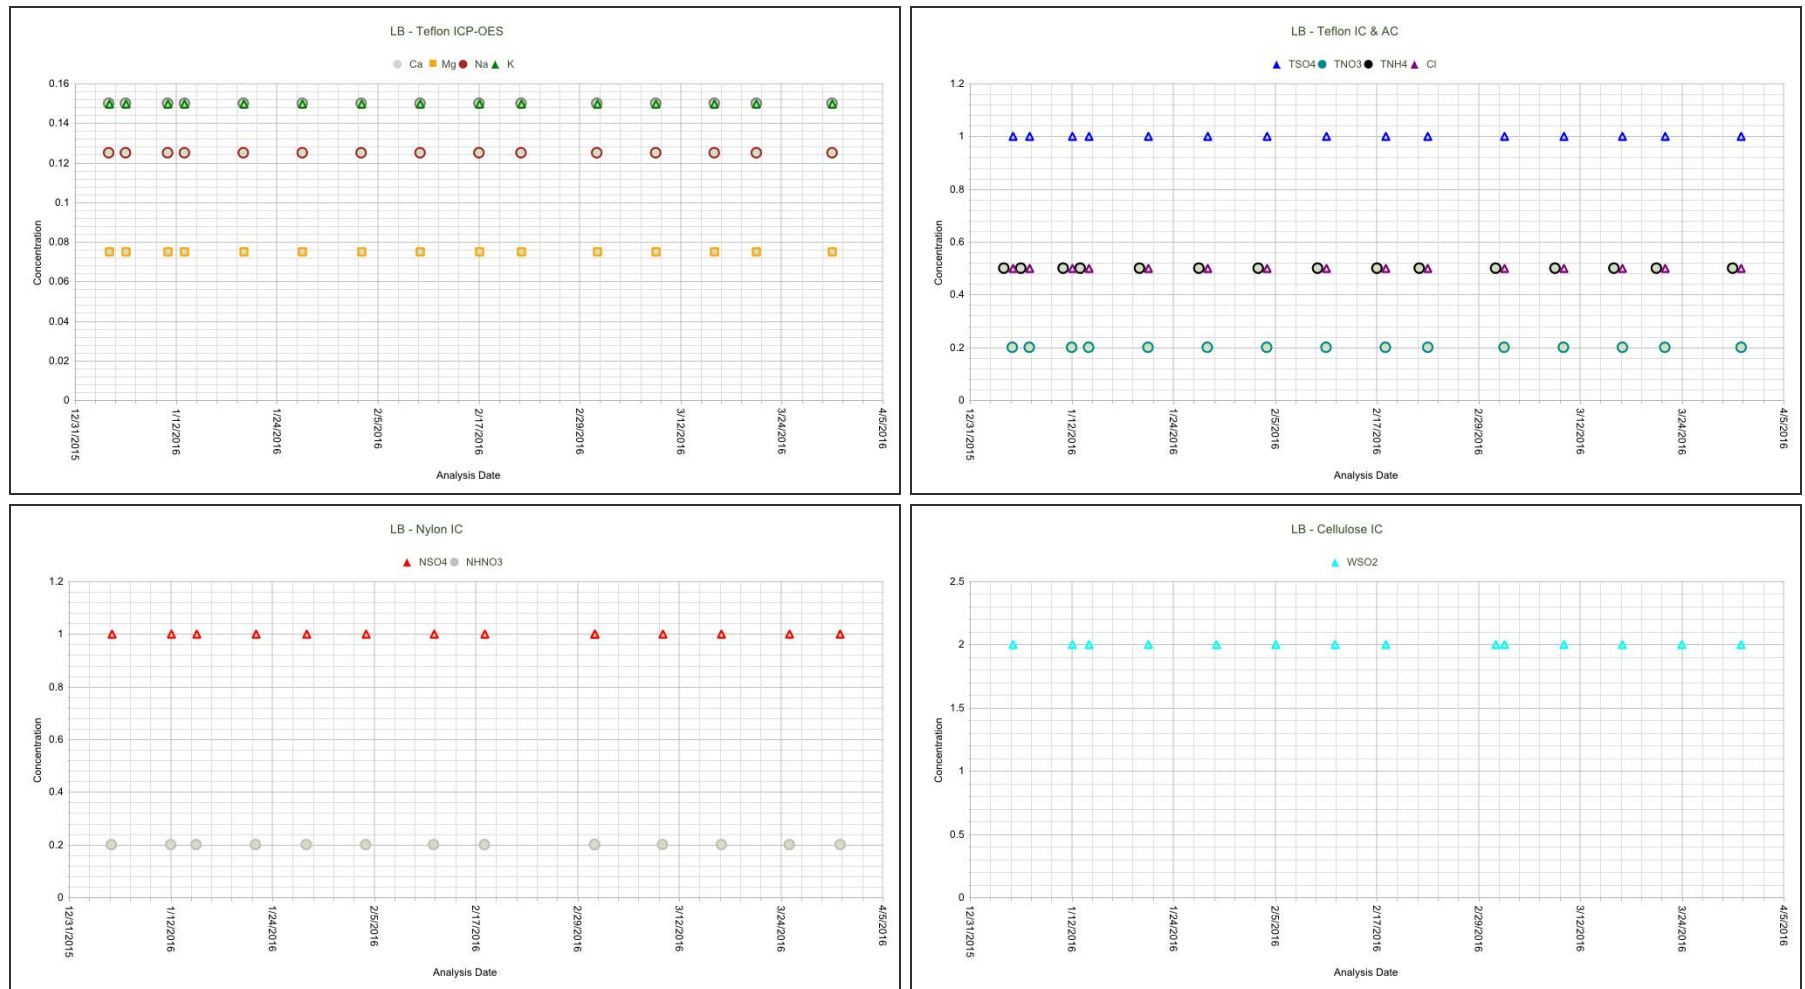 LB - Teflon ICP-OES
Ca Mg Na K
0.16
0.14
0.12
0.1
0.08
0.06
0.04
0.02
0
Concentration
12/31/2015 1/12/2016 1/24/2016 2/5/2016 2/17/2016 2/29/2016 3/12/2016 3/24/2016 4/5/2016
Analysis Date
LB - Teflon IC & AC
TSO4 TNO3 TNH4 Cl
1.2
1
0.8
0.6
0.4
0.2
0
Concentration
12/31/2015 1/12/2016 1/24/2016 2/5/2016 2/17/2016 2/29/2016 3/12/2016 3/24/2016 4/5/2016
Analysis Date
LB - Nylon IC
NSO4 NHNO3
1.2
1
0.8
0.6
0.4
0.2
0
Concentration
12/31/2015 1/12/2016 1/24/2016 2/5/2016 2/17/2016 2/29/2016 3/12/2016 3/24/2016 4/5/2016
Analysis Date
LB - Cellulose IC
WSO2
2.5
2
1.5
1
0.5
0
Concentration
12/31/2015 1/12/2016 1/24/2016 2/5/2016 2/17/2016 2/29/2016 3/12/2016 3/24/2016 4/5/2016
Analysis Date